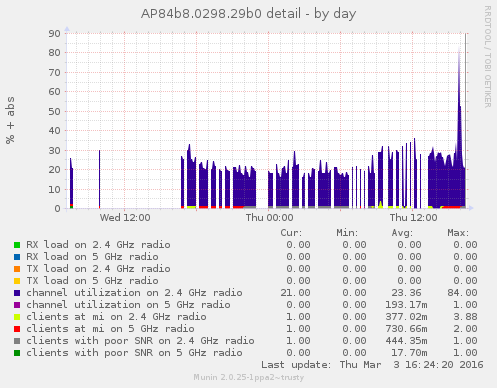 AP84b8.0298.29b0 detail - by day
RRDTOOL / TOBI OETIKER
% + abs
90
80
70
60
50
40
30
20
10
0
Wed 12:00 Thu 00:00 Thu 12:00
Cur: Min: Avg: Max:
RX load on 2.4 GHz radio 0.00 0.00 0.00 0.00
RX load on 5 GHz radio 0.00 0.00 0.00 0.00
TX load on 2.4 GHz radio 0.00 0.00 0.00 0.00
TX load on 5 GHz radio 0.00 0.00 0.00 0.00
channel utilization on 2.4 GHz radio 21.00 0.00 23.36 84.00
channel utilization on 5 GHz radio 0.00 0.00 193.17m 1.00
clients at mi on 2.4 GHz radio 1.00 0.00 377.02m 3.88
clients at mi on 5 GHz radio 1.00 0.00 730.66m 2.00
clients with poor SNR on 2.4 GHz radio 1.00 0.00 444.35m 1.00
clients with poor SNR on 5 GHz radio 0.00 0.00 17.70m 1.00
Last update: Thu Mar 3 16:24:20 2016
Munin 2.0.25-1ppa2~trusty